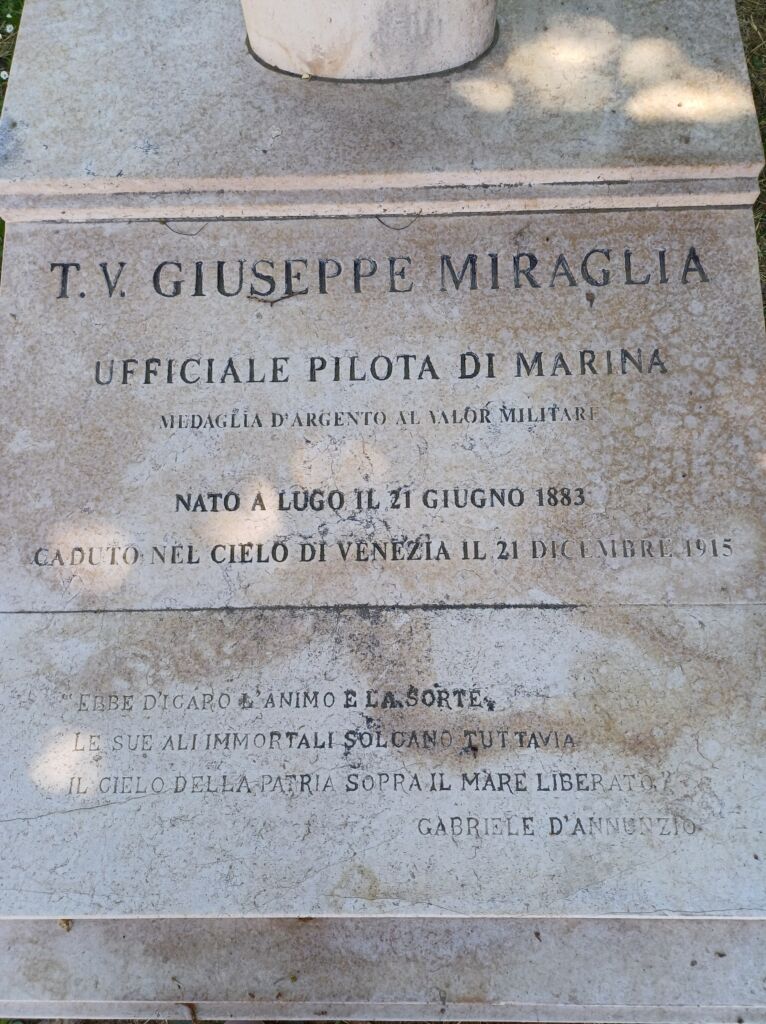 T. V. GIUSEPPE MIRAGLIA
UFFICIALE PILOTA DI MARINA
MEDAGLIA D'ARGENTO AL VALOR MILITARE
NATO A LUGO IL 21 GIUGNO 1883
CADUTO NEL CIELO DI VENEZIA IL 21 DICEMBRE 1915
"EBBE D'ICARO L'ANIMO E LA SORTE,
LE SUE ALI IMMORTALI SOLCANO TUTTAVIA
IL CIELO DELLA PATRIA SOPRA IL MARE LIBERATO."
GABRIELE D'ANNUNZIO